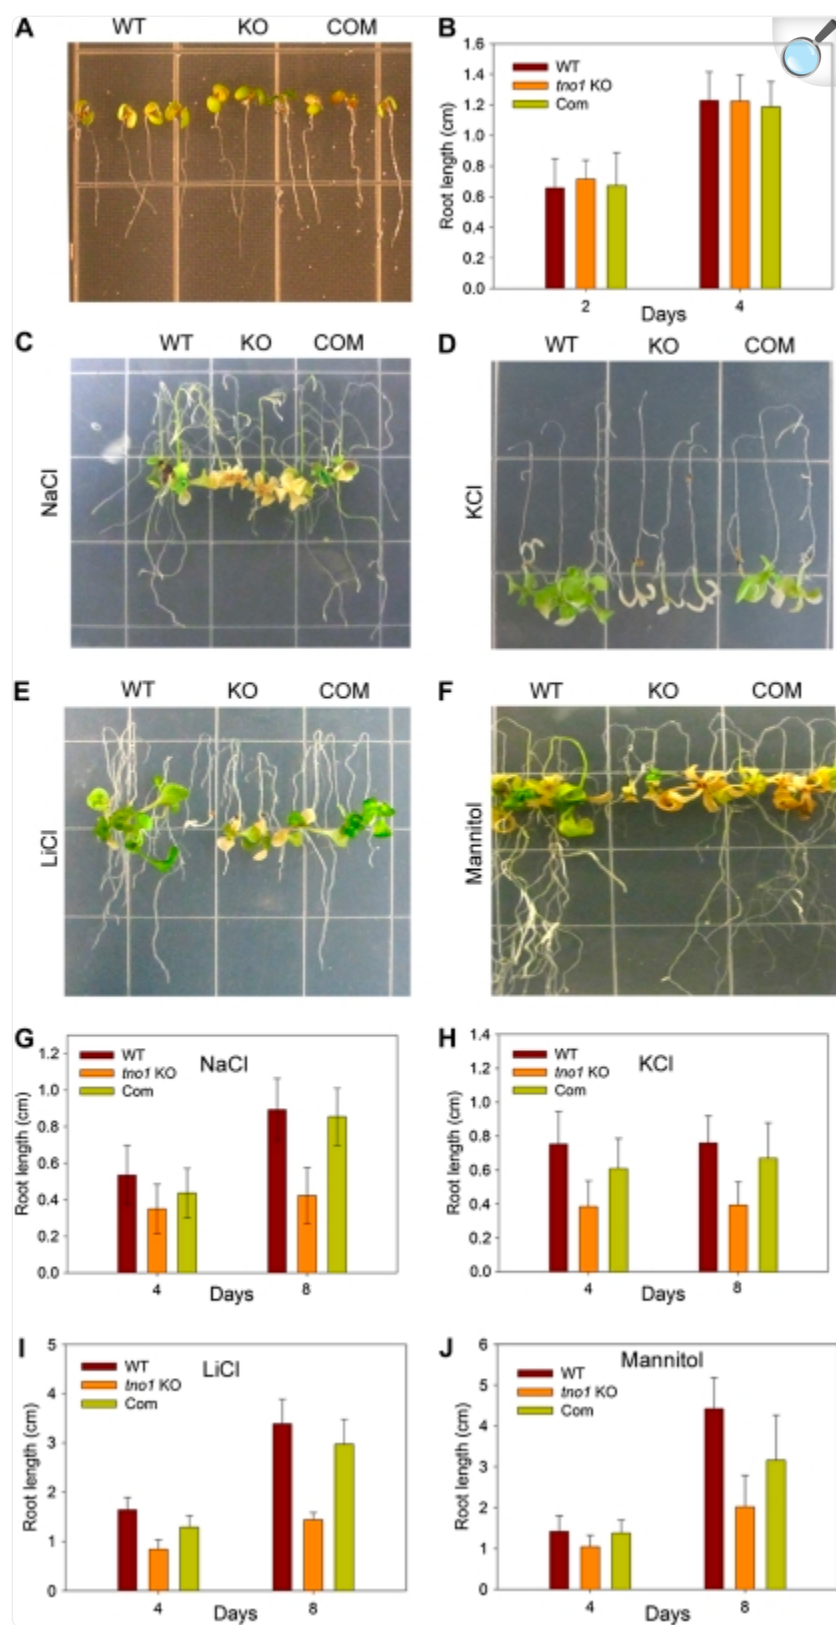 A
WT KO COM
B
1.6
1.4
1.2
1.0
0.8
0.6
0.4
0.2
0.0
Root length (cm)
WT
tno1 KO
Com
2 4
Days
C
WT KO COM
NaCl
D
WT KO COM
KCl
E
WT KO COM
LiCl
F
WT KO COM
Mannitol
G
NaCl
1.2
1.0
0.8
0.6
0.4
0.2
0.0
Root length (cm)
WT
tno1 KO
Com
4 8
Days
H
KCl
1.4
1.2
1.0
0.8
0.6
0.4
0.2
0.0
Root length (cm)
WT
tno1 KO
Com
4 8
Days
I
LiCl
5
4
3
2
1
0
Root length (cm)
WT
tno1 KO
Com
4 8
Days
J
Mannitol
6
5
4
3
2
1
0
Root length (cm)
WT
tno1 KO
Com
4 8
Days